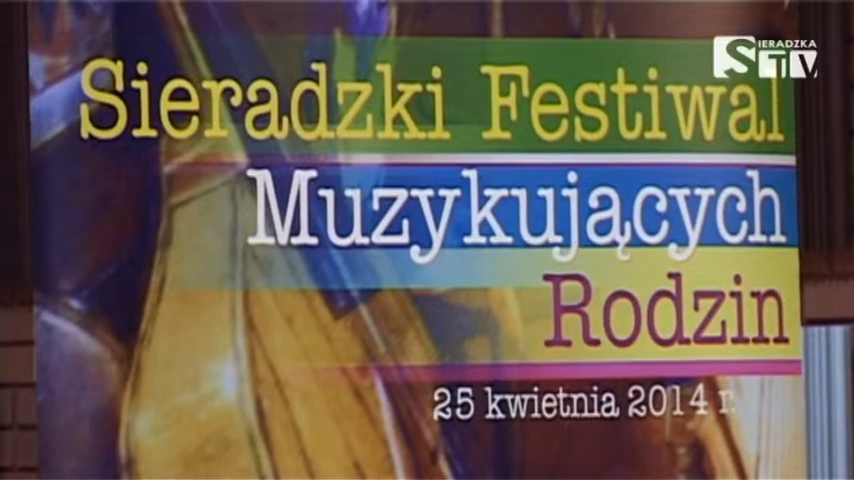 SIERADZKA
STV
Sieradzki Festiwal
Muzykujących
Rodzin
25 kwietnia 2014 r.